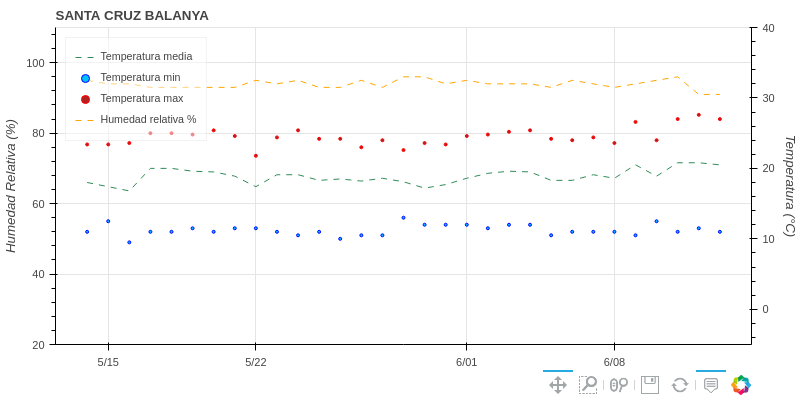 SANTA CRUZ BALANYA
Temperatura media
Temperatura min
Temperatura max
Humedad relativa %
Humedad Relativa (%)
100
80
60
40
20
Temperatura (°C)
40
30
20
10
0
5/15
5/22
6/01
6/08